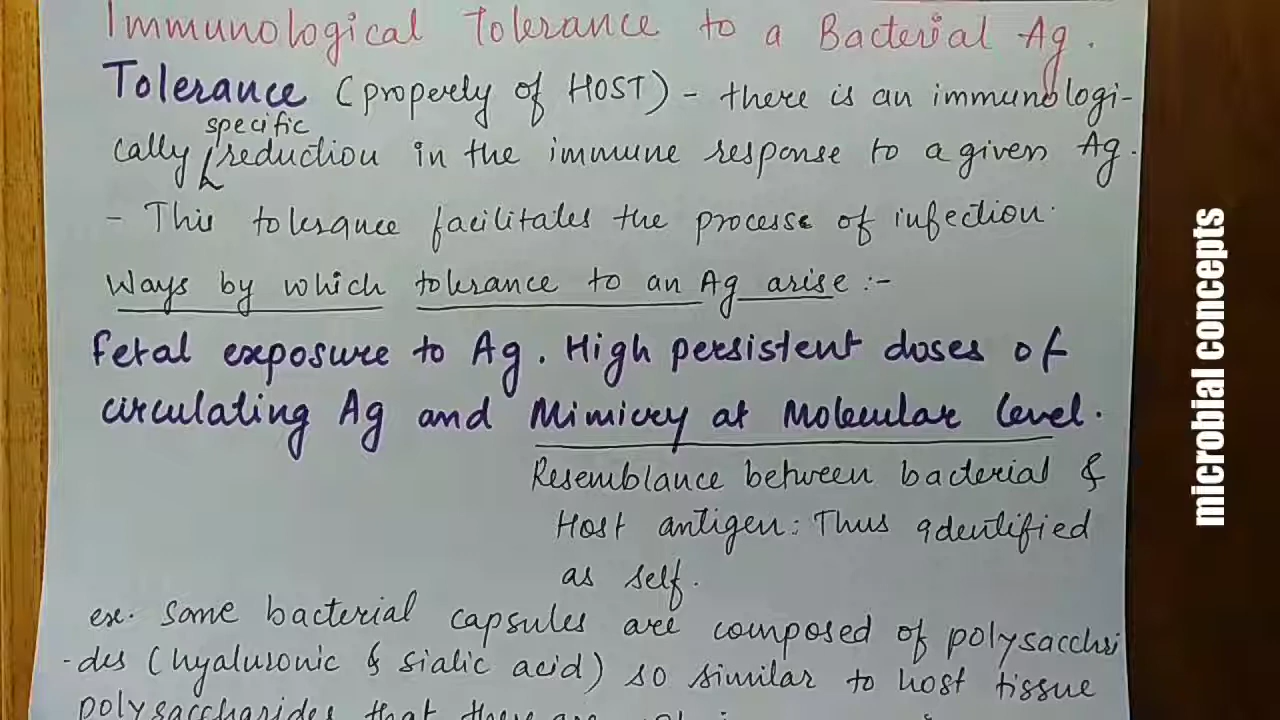 Immunological Tolerance to a Bacterial Ag.
Tolerance (property of HOST) - there is an immunologi-
specific
cally reduction in the immune response to a given Ag.
- This tolerance facilitates the process of infection.
Ways by which tolerance to an Ag arise :-
Fetal exposure to Ag. High persistent doses of
circulating Ag and Mimicry at Molecular level.
Resemblance between bacterial &
Host antigen: Thus identified
as self.
ex. Some bacterial capsules are composed of polysacchri
-des (hyalusonic & sialic acid) so similar to host tissue
polysaccharides that
microbial concepts